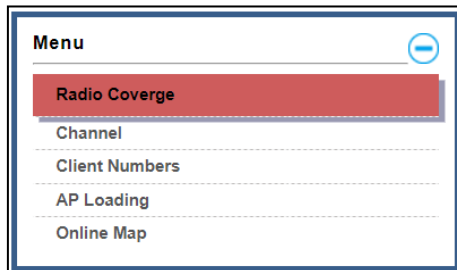 Menu
Radio Coverge
Channel
Client Numbers
AP Loading
Online Map